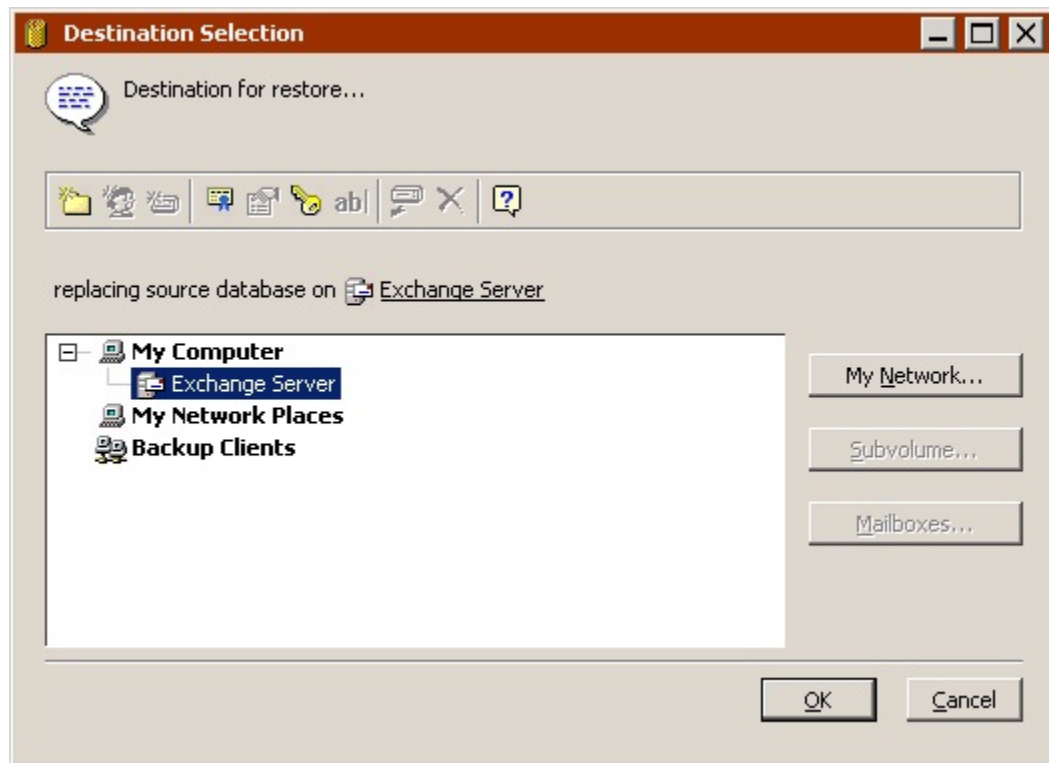 Destination Selection
Destination for restore...
ab|
replacing source database on Exchange Server
My Computer
Exchange Server
My Network Places
Backup Clients
My Network...
Subvolume...
Mailboxes...
OK
Cancel